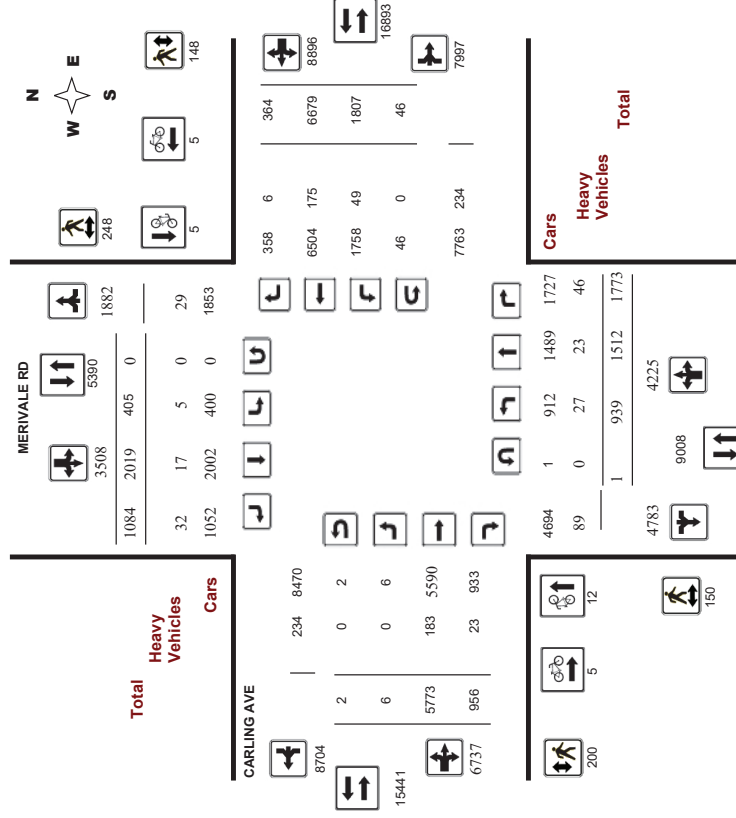 MERIVALE RD
N
W E
S
3508
5390
1882
248
148
5
5
1084 2019 405 0
32 17 5 0 29
1052 2002 400 0 1853
Total
Heavy
Vehicles
Cars
CARLING AVE
8704
234 8470
2 0 2
6 0 6
5773 183 5590
956 23 933
15441
6737
358 6 364
6504 175 6679
1758 49 1807
46 0 46
7763 234
8896
16893
7997
4694 1 912 1489 1727
89 0 27 23 46
1 939 1512 1773
4783
9008
4225
Cars
Heavy
Vehicles
Total
200
5
12
150